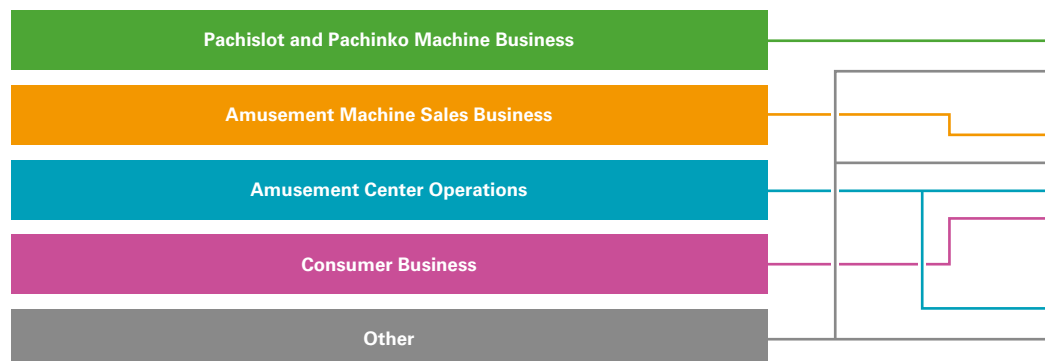 Pachislot and Pachinko Machine Business
Amusement Machine Sales Business
Amusement Center Operations
Consumer Business
Other